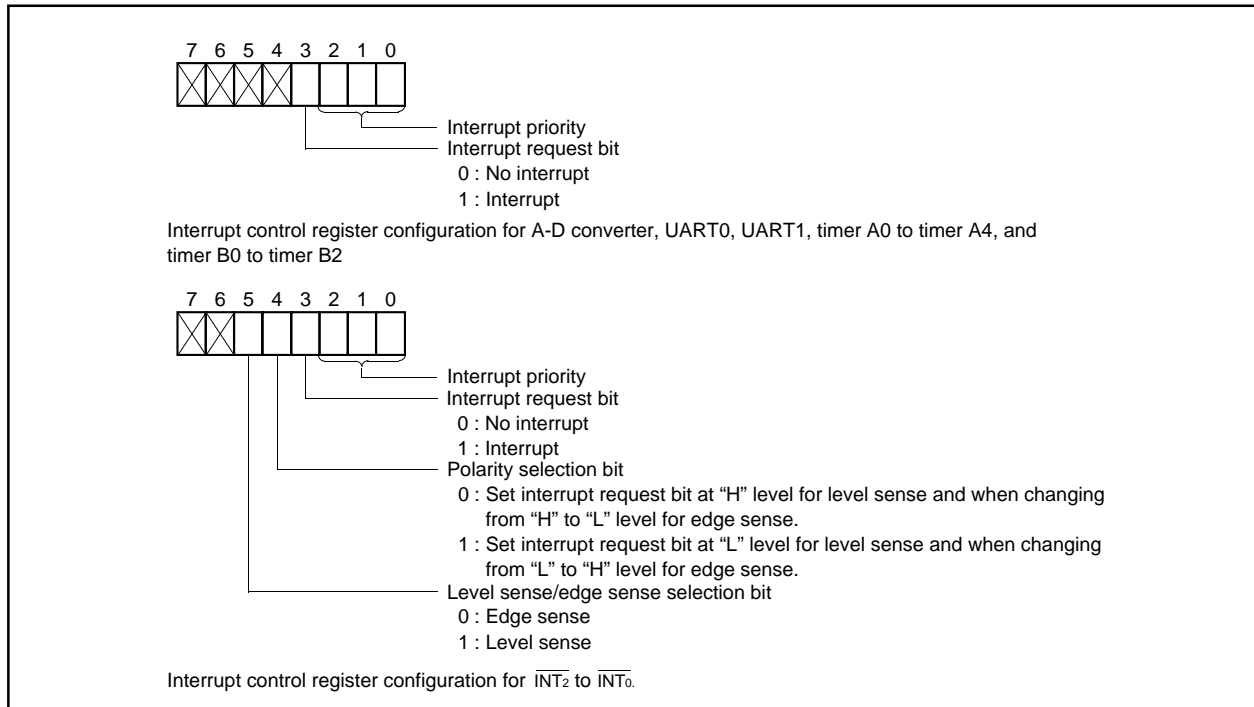 7 6 5 4 3 2 1 0
Interrupt priority
Interrupt request bit
0 : No interrupt
1 : Interrupt
Interrupt control register configuration for A-D converter, UART0, UART1, timer A0 to timer A4, and
timer B0 to timer B2
7 6 5 4 3 2 1 0
Interrupt priority
Interrupt request bit
0 : No interrupt
1 : Interrupt
Polarity selection bit
0 : Set interrupt request bit at “H” level for level sense and when changing
from “H” to “L” level for edge sense.
1 : Set interrupt request bit at “L” level for level sense and when changing
from “L” to “H” level for edge sense.
Level sense/edge sense selection bit
0 : Edge sense
1 : Level sense
Interrupt control register configuration for I̅N̅T̅₂ to I̅N̅T̅₀.